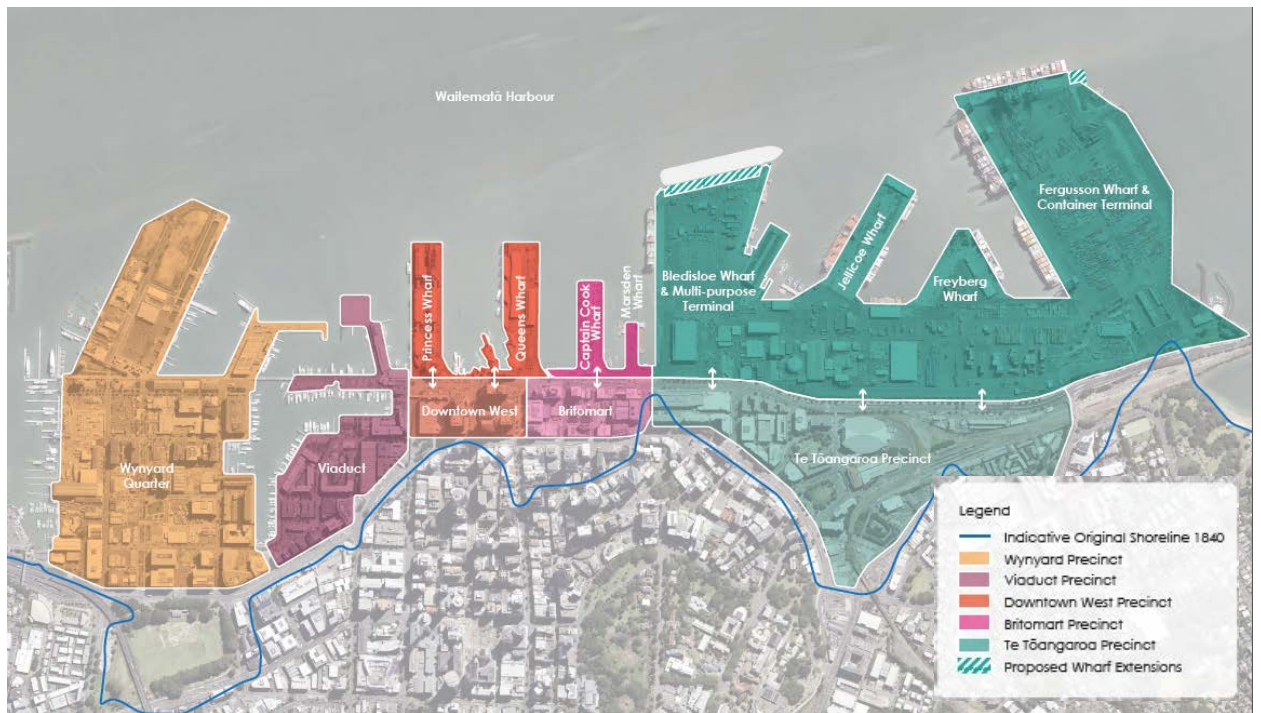 Waitematā Harbour
Fergusson Wharf &
Container Terminal
Princess Wharf
Queens Wharf
Captain Cook
Wharf
Marsden
Wharf
Bledisloe Wharf
& Multi-purpose
Terminal
Jellicoe Wharf
Freyberg
Wharf
Downtown West
Britomart
Wynyard
Quarter
Viaduct
Te Tōangaroa Precinct
Legend
Indicative Original Shoreline 1840
Wynyard Precinct
Viaduct Precinct
Downtown West Precinct
Britomart Precinct
Te Tōangaroa Precinct
Proposed Wharf Extensions